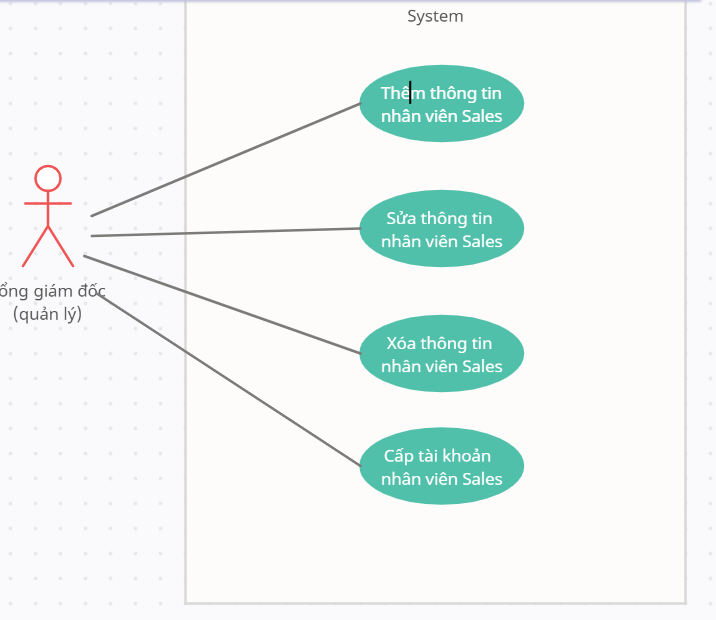 System
Thêm thông tin
nhân viên Sales
Sửa thông tin
nhân viên Sales
ổng giám đốc
(quản lý)
Xóa thông tin
nhân viên Sales
Cấp tài khoản
nhân viên Sales